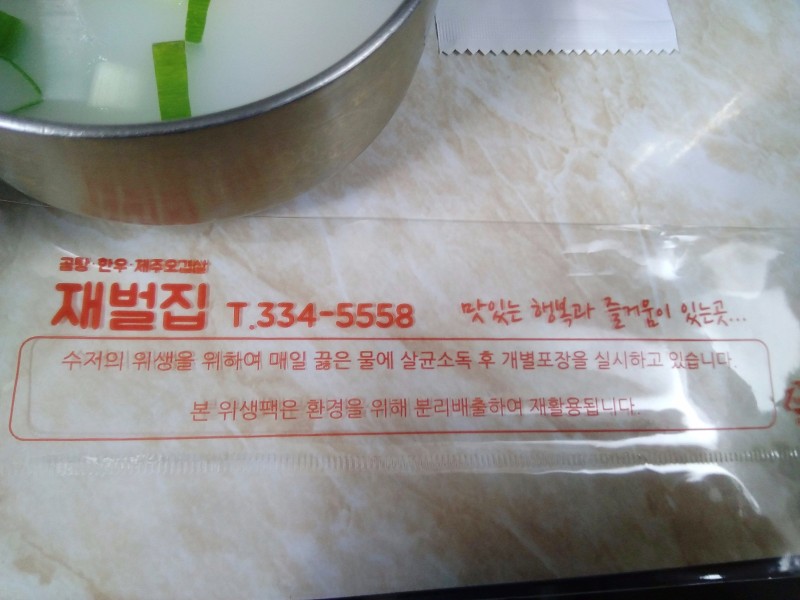 곰탕·한우·제주오겹살
재벌집 T.334-5558 맛있는 행복과 즐거움이 있는곳...
수저의 위생을 위하여 매일 끓은 물에 살균소독 후 개별포장을 실시하고 있습니다.
본 위생팩은 환경을 위해 분리배출하여 재활용됩니다.